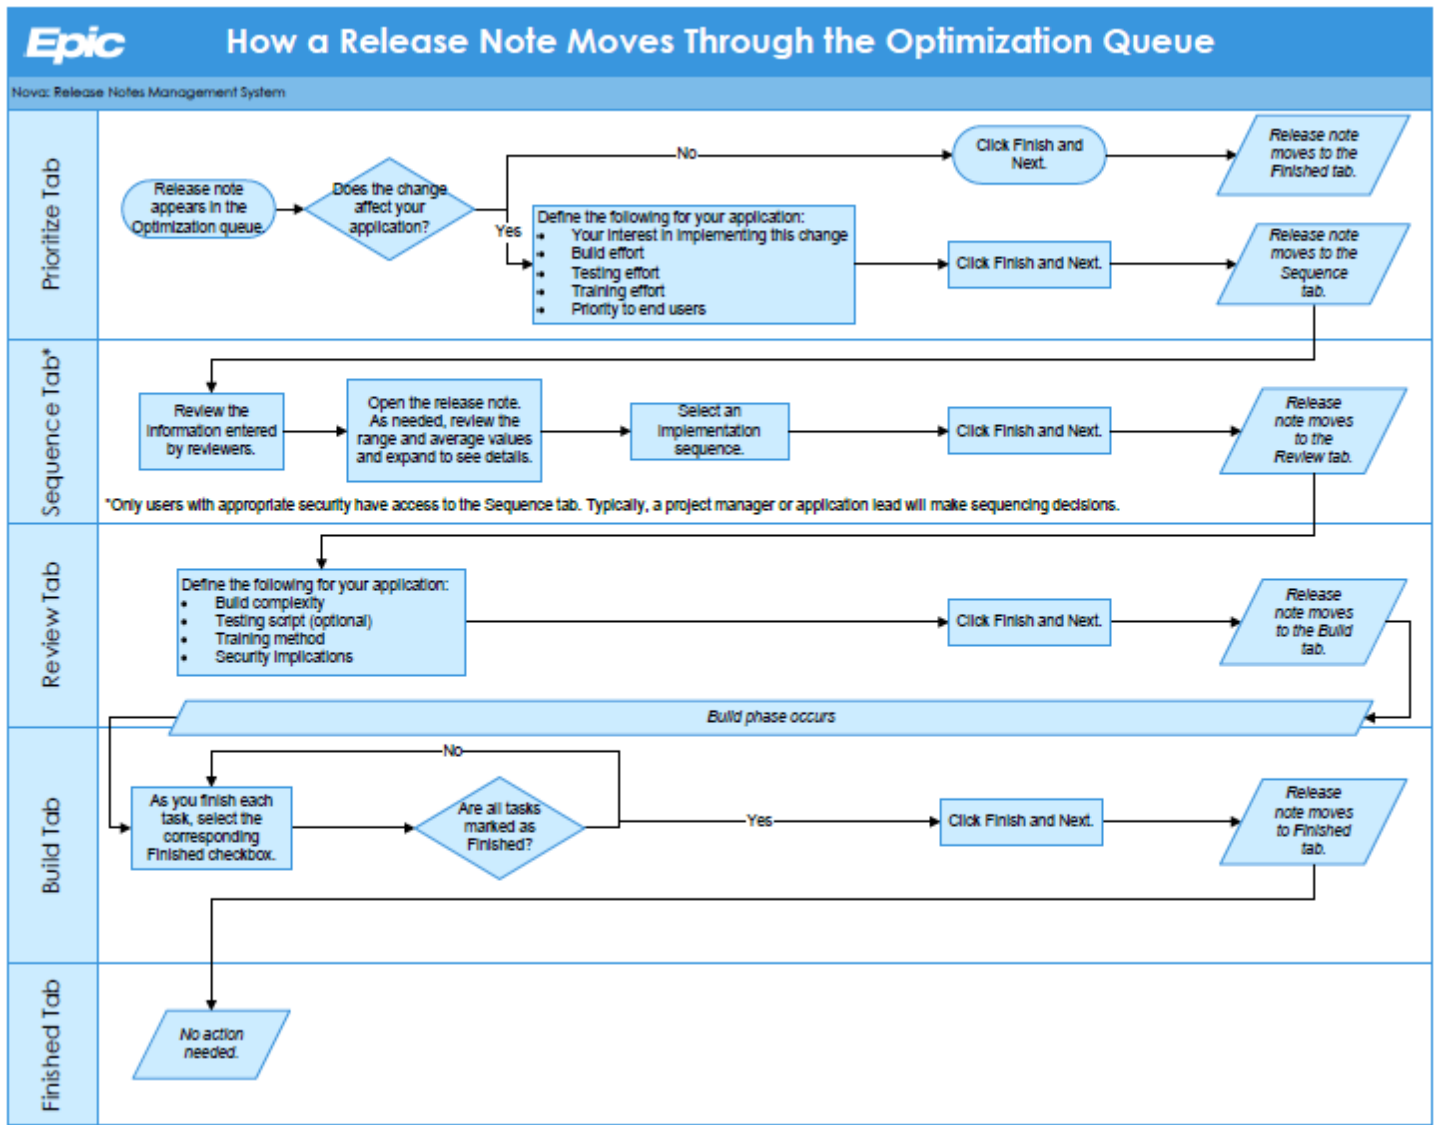 Epic
How a Release Note Moves Through the Optimization Queue
Nova: Release Notes Management System
Prioritize Tab
Release note
appears in the
Optimization queue.
Does the change
affect your
application?
No
Click Finish and
Next.
Release note
moves to the
Finished tab.
Yes
Define the following for your application:
• Your interest in implementing this change
• Build effort
• Testing effort
• Training effort
• Priority to end users
Click Finish and Next.
Release note
moves to the
Sequence
tab.
Sequence Tab*
Review the
information entered
by reviewers.
Open the release note.
As needed, review the
range and average values
and expand to see details.
Select an
implementation
sequence.
Click Finish and Next.
Release
note moves
to the
Review tab.
*Only users with appropriate security have access to the Sequence tab. Typically, a project manager or application lead will make sequencing decisions.
Review Tab
Define the following for your application:
• Build complexity
• Testing script (optional)
• Training method
• Security implications
Click Finish and Next.
Release
note moves
to the Build
tab.
Build phase occurs
Build Tab
No
As you finish each
task, select the
corresponding
Finished checkbox.
Are all tasks
marked as
Finished?
Yes
Click Finish and Next.
Release
note moves
to Finished
tab.
Finished Tab
No action
needed.